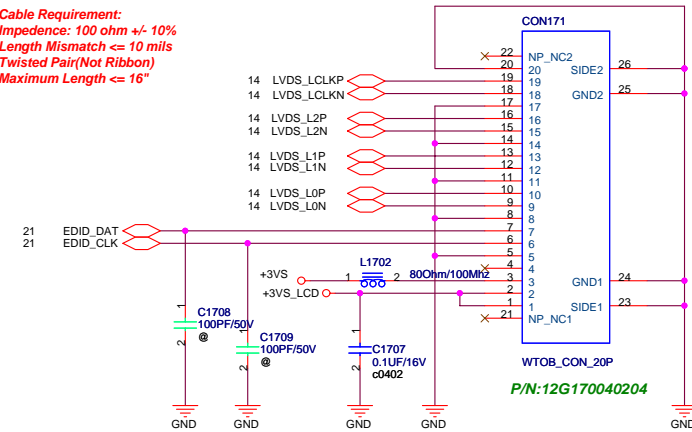 Cable Requirement:
Impedence: 100 ohm +/- 10%
Length Mismatch <= 10 mils
Twisted Pair(Not Ribbon)
Maximum Length <= 16"
CON171
22 NP_NC2
20 20 SIDE2 26
14 LVDS_LCLKP 19 19
14 LVDS_LCLKN 18 18 GND2 25
17 17
14 LVDS_L2P 16 16
14 LVDS_L2N 15 15
14 14
14 LVDS_L1P 13 13
14 LVDS_L1N 12 12
11 11
14 LVDS_L0P 10 10
14 LVDS_L0N 9 9
8 8
21 EDID_DAT 7 7
21 EDID_CLK 6 6
5 5
L1702
4 4
+3VS 1 2 80Ohm/100Mhz 3 3 GND1 24
+3VS_LCD 2 2
1 1 SIDE1 23
21 NP_NC1
1 C1708 100PF/50V @ 2
1 C1709 100PF/50V @ 2
1 C1707 0.1UF/16V c0402 2
WTOB_CON_20P
P/N:12G170040204
GND GND GND GND GND